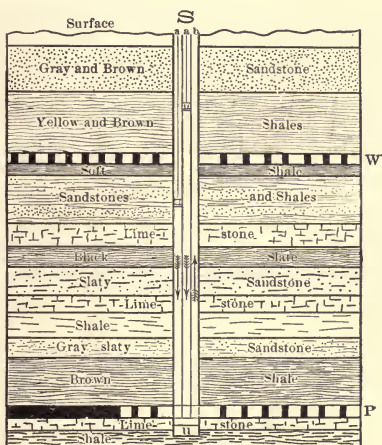 S
Surface
a a b
Gray and Brown Sandstone
Yellow and Brown Shales
W
Soft Shale
Sandstones and Shales
Lime- stone
Black Slate
Slaty Sandstone
Lime- stone
Shale
Gray slaty Sandstone
Brown Shale
P
Lime- stone
u
Shale